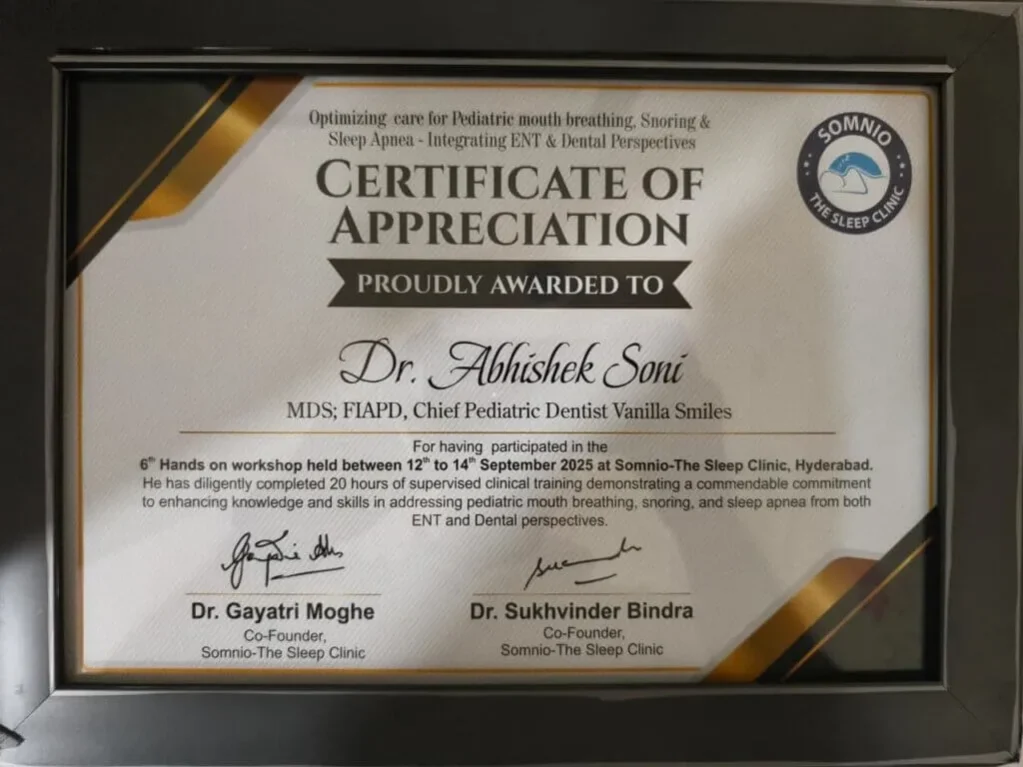 Optimizing care for Pediatric mouth breathing, Snoring &
Sleep Apnea - Integrating ENT & Dental Perspectives
CERTIFICATE OF
APPRECIATION
SOMNIO
THE SLEEP CLINIC
PROUDLY AWARDED TO
Dr. Abhishek Soni
MDS; FIAPD, Chief Pediatric Dentist Vanilla Smiles
For having participated in the
6th Hands on workshop held between 12th to 14th September 2025 at Somnio-The Sleep Clinic, Hyderabad.
He has diligently completed 20 hours of supervised clinical training demonstrating a commendable commitment
to enhancing knowledge and skills in addressing pediatric mouth breathing, snoring, and sleep apnea from both
ENT and Dental perspectives.
Dr. Gayatri Moghe
Co-Founder,
Somnio-The Sleep Clinic
Dr. Sukhvinder Bindra
Co-Founder,
Somnio-The Sleep Clinic